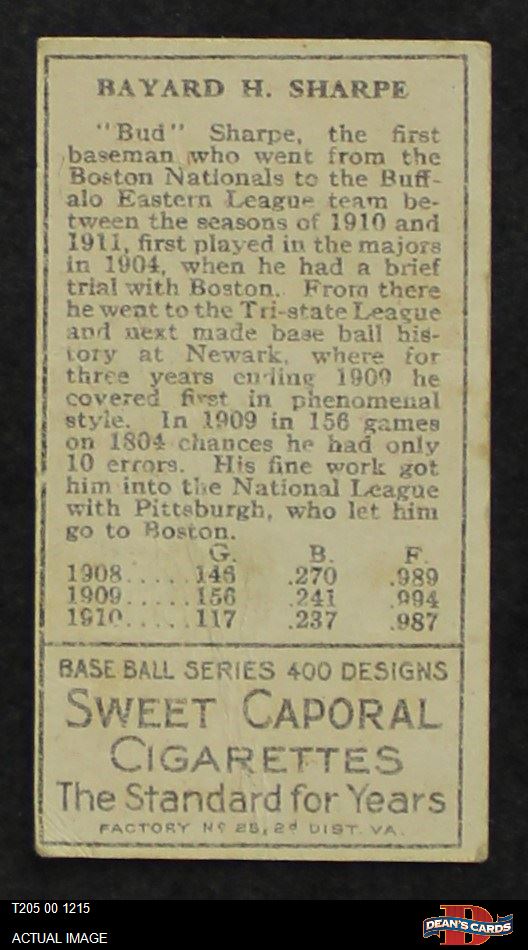 BAYARD H. SHARPE
"Bud" Sharpe, the first
baseman who went from the
Boston Nationals to the Buff-
alo Eastern League team be-
tween the seasons of 1910 and
1911, first played in the majors
in 1904, when he had a brief
trial with Boston. From there
he went to the Tri-state League
and next made base ball his-
tory at Newark, where for
three years ending 1909 he
covered first in phenomenal
style. In 1909 in 156 games
on 1804 chances he had only
10 errors. His fine work got
him into the National League
with Pittsburgh, who let him
go to Boston.
G. B. F.
1908.....146 .270 .989
1909.....156 .241 .994
1910.....117 .237 .987
BASE BALL SERIES 400 DESIGNS
SWEET CAPORAL
CIGARETTES
The Standard for Years
FACTORY No 25, 2d DIST. VA.
T205 00 1215
ACTUAL IMAGE
DEAN'S CARDS